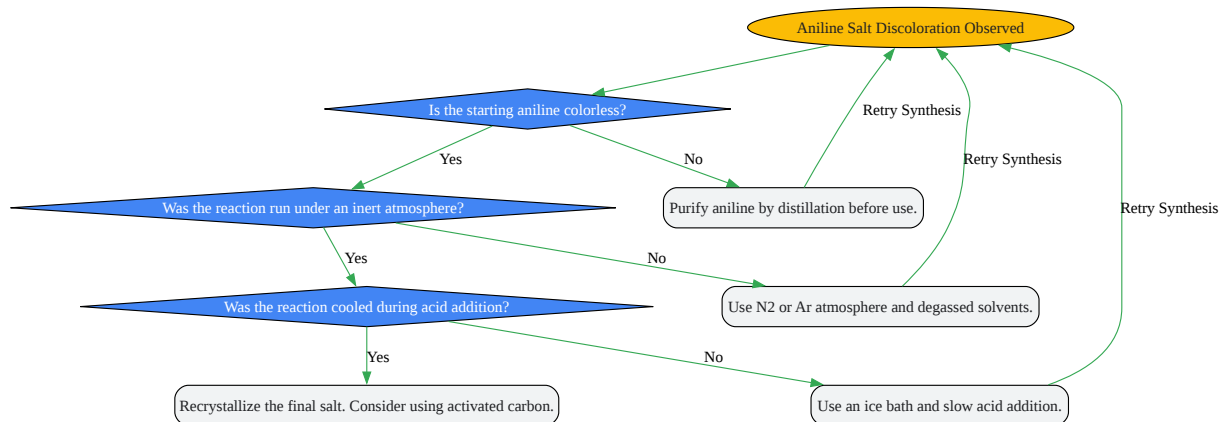 Aniline Salt Discoloration Observed
Is the starting aniline colorless?
Retry Synthesis
Yes
No
Retry Synthesis
Was the reaction run under an inert atmosphere?
Purify aniline by distillation before use.
Retry Synthesis
Yes
No
Was the reaction cooled during acid addition?
Use N2 or Ar atmosphere and degassed solvents.
Yes
No
Recrystallize the final salt. Consider using activated carbon.
Use an ice bath and slow acid addition.